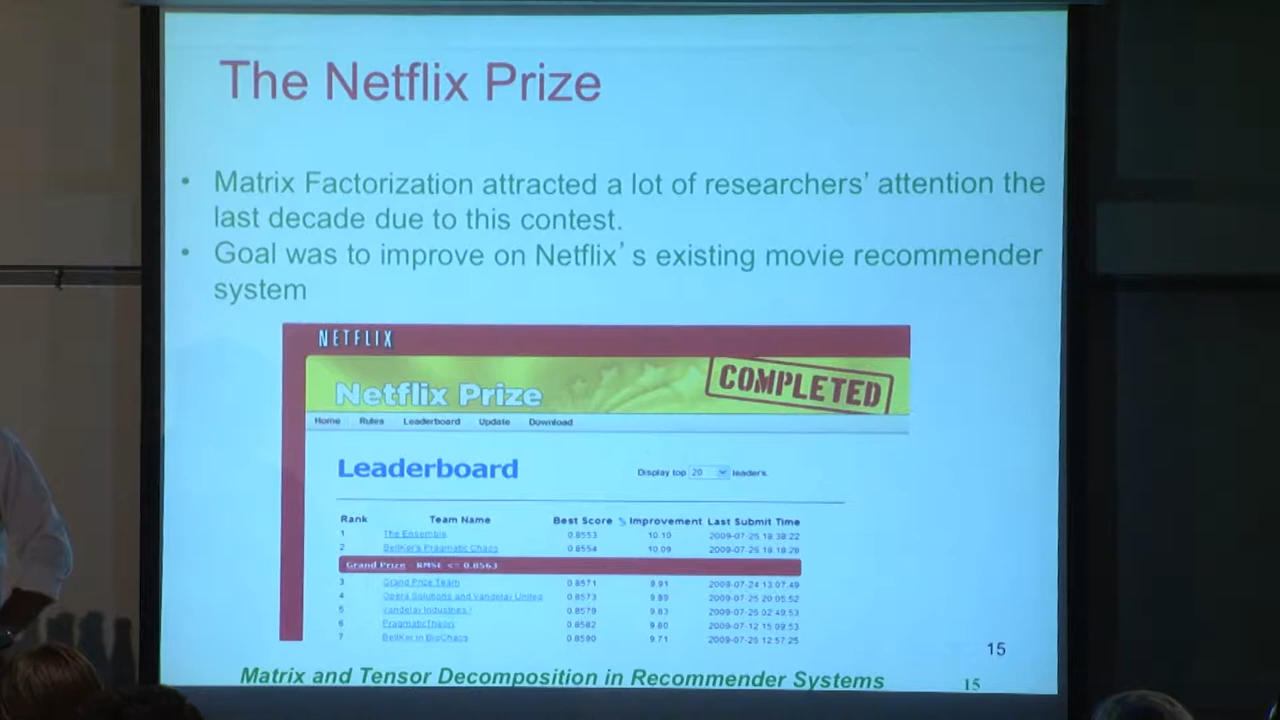 The Netflix Prize
• Matrix Factorization attracted a lot of researchers’ attention the
last decade due to this contest.
• Goal was to improve on Netflix’s existing movie recommender
system
NETFLIX
Netflix Prize
COMPLETED
Home Rules Leaderboard Update Download
Leaderboard
Display top 20 leaders.
Rank Team Name Best Score % Improvement Last Submit Time
1 The Ensemble 0.8553 10.10 2009-07-26 18:38:22
2 BellKor's Pragmatic Chaos 0.8554 10.09 2009-07-26 18:18:28
Grand Prize - RMSE <= 0.8563
3 Grand Prize Team 0.8571 9.91 2009-07-24 13:07:49
4 Opera Solutions and Vandelay United 0.8573 9.89 2009-07-25 20:05:52
5 Vandelay Industries ! 0.8579 9.83 2009-07-26 02:49:53
6 PragmaticTheory 0.8582 9.80 2009-07-12 15:09:53
7 BellKor in BigChaos 0.8590 9.71 2009-07-26 12:57:25
15
Matrix and Tensor Decomposition in Recommender Systems
15